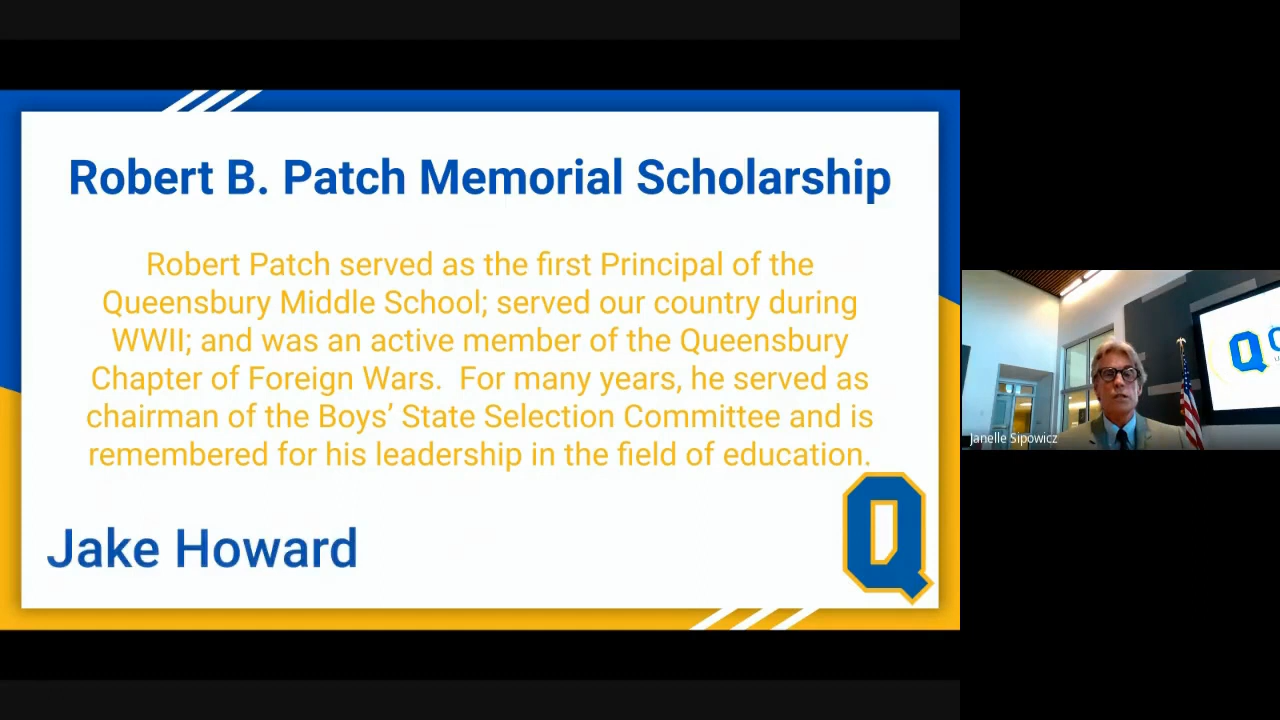 Robert B. Patch Memorial Scholarship
Robert Patch served as the first Principal of the
Queensbury Middle School; served our country during
WWII; and was an active member of the Queensbury
Chapter of Foreign Wars.  For many years, he served as
chairman of the Boys’ State Selection Committee and is
remembered for his leadership in the field of education.
Jake Howard
Q
Q
Janelle Sipowicz